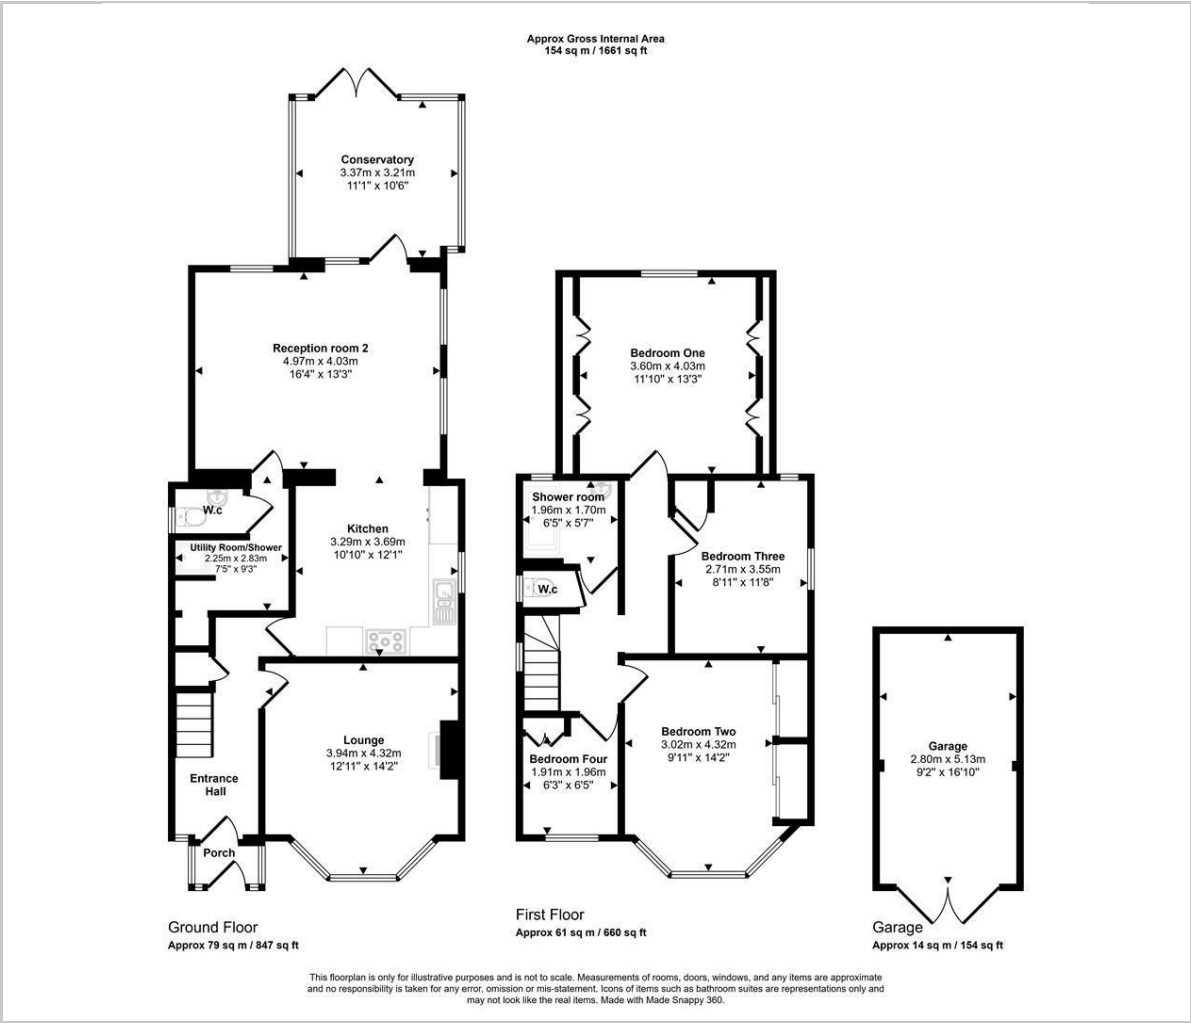 Approx Gross Internal Area
154 sq m / 1661 sq ft
Conservatory
3.37m x 3.21m
11'1" x 10'6"
Reception room 2
4.97m x 4.03m
16'4" x 13'3"
W.c
Utility Room/Shower
2.25m x 2.83m
7'5" x 9'3"
Kitchen
3.29m x 3.69m
10'10" x 12'1"
Lounge
3.94m x 4.32m
12'11" x 14'2"
Entrance
Hall
Porch
Ground Floor
Approx 79 sq m / 847 sq ft
Bedroom One
3.60m x 4.03m
11'10" x 13'3"
Shower room
1.96m x 1.70m
6'5" x 5'7"
W.c
Bedroom Three
2.71m x 3.55m
8'11" x 11'8"
Bedroom Two
3.02m x 4.32m
9'11" x 14'2"
Bedroom Four
1.91m x 1.96m
6'3" x 6'5"
First Floor
Approx 61 sq m / 660 sq ft
Garage
2.80m x 5.13m
9'2" x 16'10"
Garage
Approx 14 sq m / 154 sq ft
This floorplan is only for illustrative purposes and is not to scale. Measurements of rooms, doors, windows, and any items are approximate
and no responsibility is taken for any error, omission or mis-statement. Icons of items such as bathroom suites are representations only and
may not look like the real items. Made with Made Snappy 360.